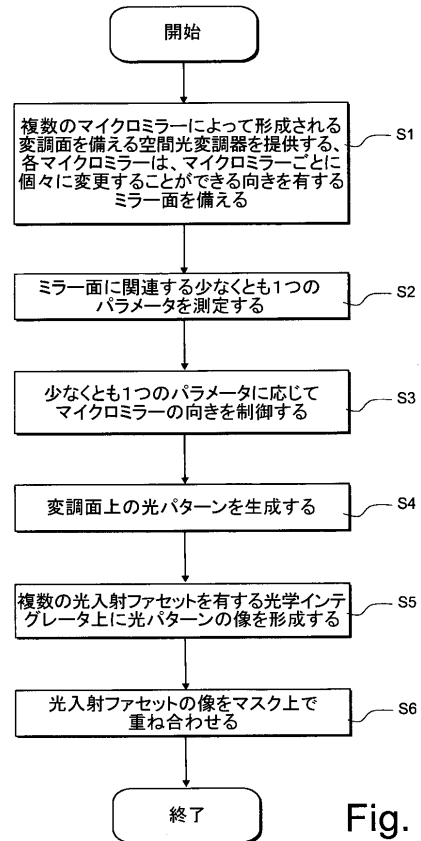 開始
複数のマイクロミラーによって形成される
変調面を備える空間光変調器を提供する、
各マイクロミラーは、マイクロミラーごとに
個々に変更することができる向きを有する
ミラー面を備える
S1
ミラー面に関連する少なくとも1つの
パラメータを測定する
S2
少なくとも1つのパラメータに応じて
マイクロミラーの向きを制御する
S3
変調面上の光パターンを生成する
S4
複数の光入射ファセットを有する光学インテ
グレータ上に光パターンの像を形成する
S5
光入射ファセットの像をマスク上で
重ね合わせる
S6
終了
Fig.